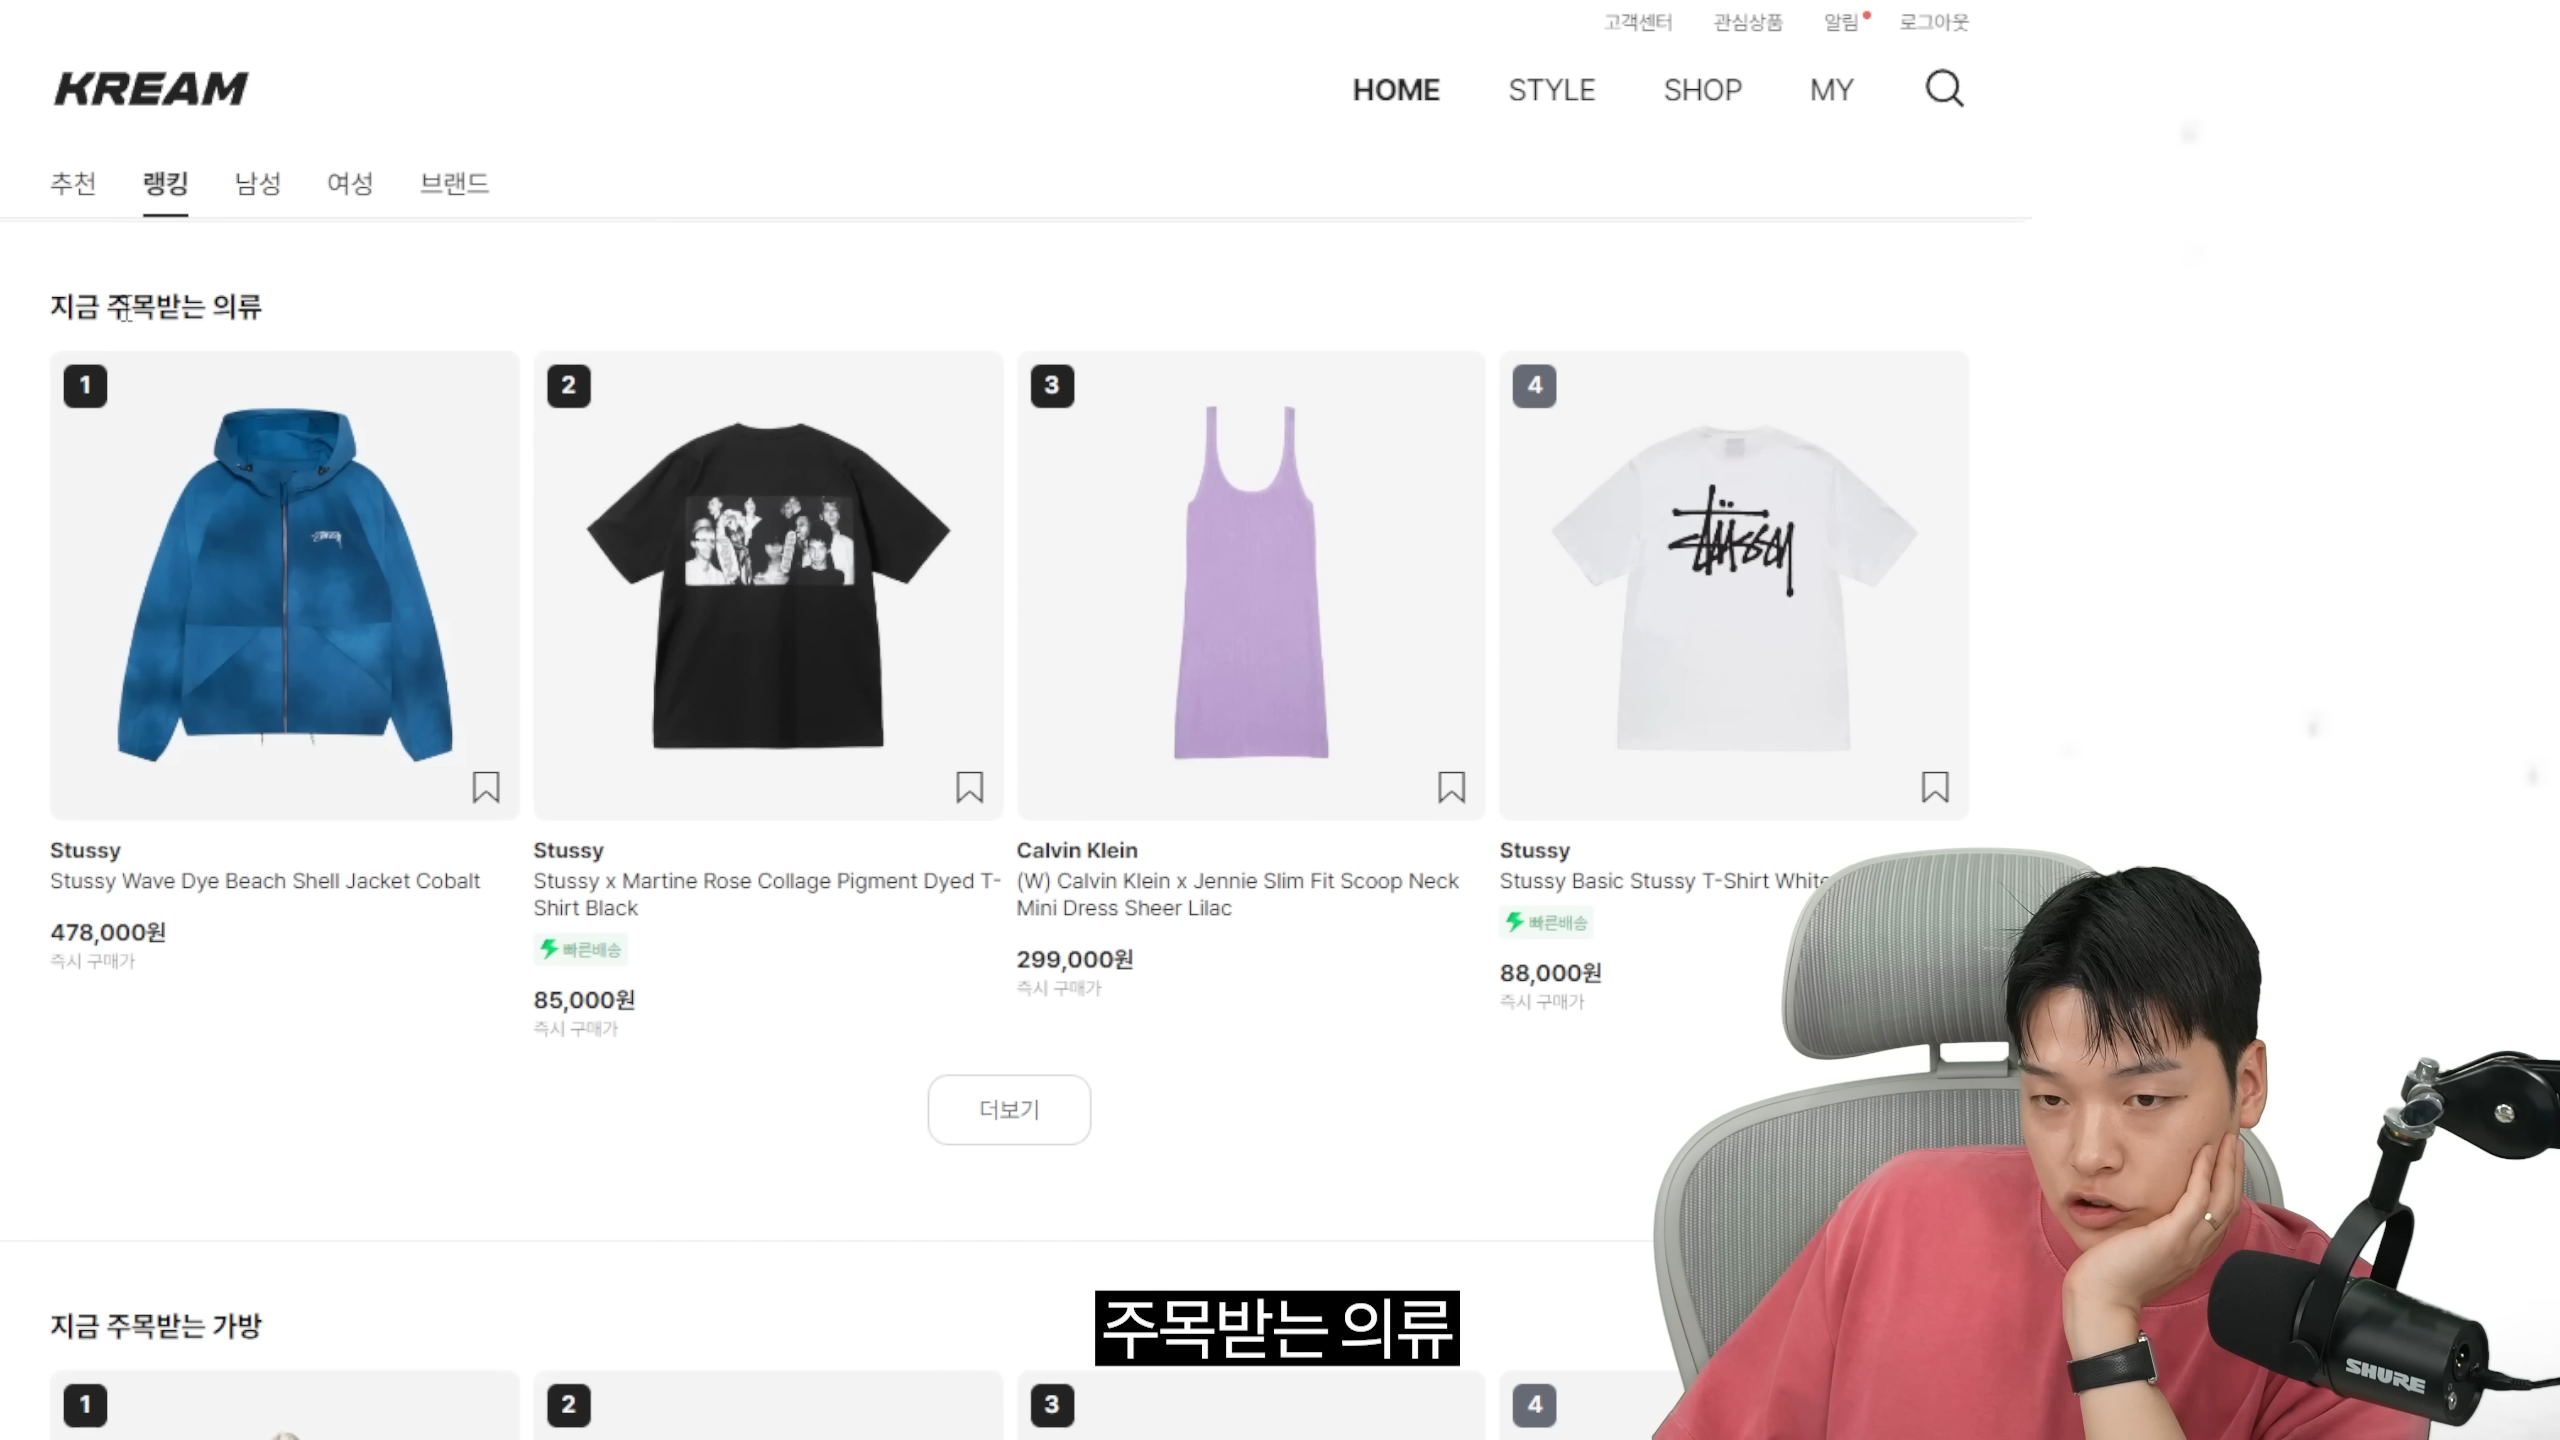 고객센터 관심상품 알림 로그아웃
KREAM
HOME STYLE SHOP MY
추천 랭킹 남성 여성 브랜드
지금 주목받는 의류
1
2
3
4
Stussy
Stussy
Stussy Wave Dye Beach Shell Jacket Cobalt
478,000원
즉시 구매가
Stussy
Stussy x Martine Rose Collage Pigment Dyed T-
Shirt Black
빠른배송
85,000원
즉시 구매가
Calvin Klein
(W) Calvin Klein x Jennie Slim Fit Scoop Neck
Mini Dress Sheer Lilac
299,000원
즉시 구매가
Stussy
Stussy Basic Stussy T-Shirt White
빠른배송
88,000원
즉시 구매가
더보기
지금 주목받는 가방
1
2
3
4
주목받는 의류
SHURE